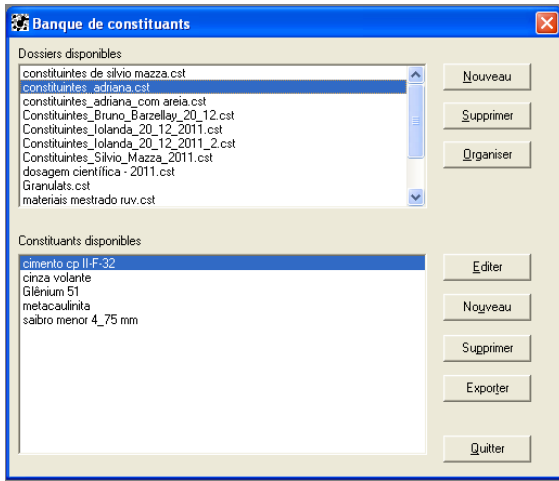 Banque de constituants
Dossiers disponibles
constituintes de silvio mazza.cst
constituintes_adriana.cst
constituintes_adriana_com areia.cst
Constituintes_Bruno_Barzellay_20_12.cst
Constituintes_Iolanda_20_12_2011.cst
Constituintes_Iolanda_20_12_2011_2.cst
Constituintes_Silvio_Mazza_2011.cst
dosagem científica - 2011.cst
Granulats.cst
materiais mestrado ruv.cst
Nouveau
Supprimer
Organiser
Constituants disponibles
cimento cp II-F-32
cinza volante
Glênium 51
metacaulinita
saibro menor 4_75 mm
Editer
Nouveau
Supprimer
Exporter
Quitter